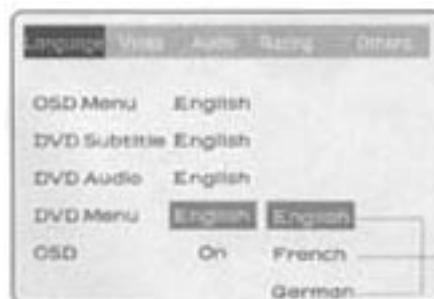 Language Video Audio Rating Others
OSD Menu English
DVD Subtitle English
DVD Audio English
DVD Menu English English
OSD On French
German